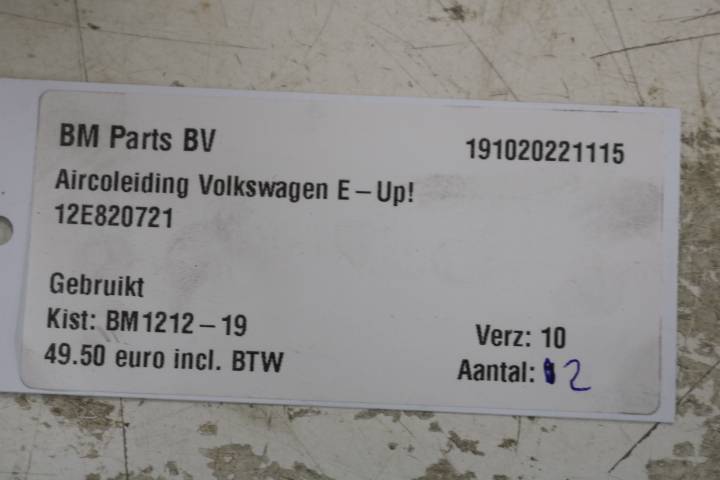 BM Parts BV 191020221115
Aircoleiding Volkswagen E – Up!
12E820721
Gebruikt
Kist: BM1212 – 19 Verz: 10
49.50 euro incl. BTW Aantal: 2